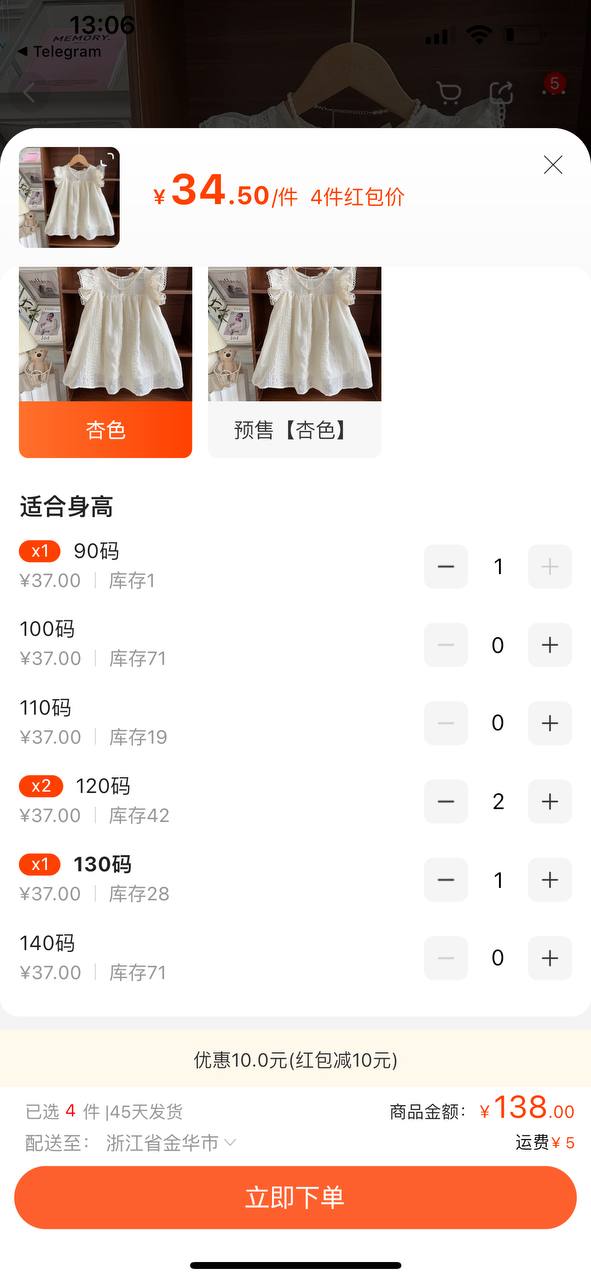 13:06
MEMORY.
◀ Telegram
5
¥34.50/件 4件红包价
杏色
预售【杏色】
适合身高
x1 90码
¥37.00 | 库存1
1
100码
¥37.00 | 库存71
0
110码
¥37.00 | 库存19
0
x2 120码
¥37.00 | 库存42
2
x1 130码
¥37.00 | 库存28
1
140码
¥37.00 | 库存71
0
优惠10.0元(红包减10元)
已选 4 件 |45天发货
商品金额： ¥138.00
配送至： 浙江省金华市
运费¥ 5
立即下单